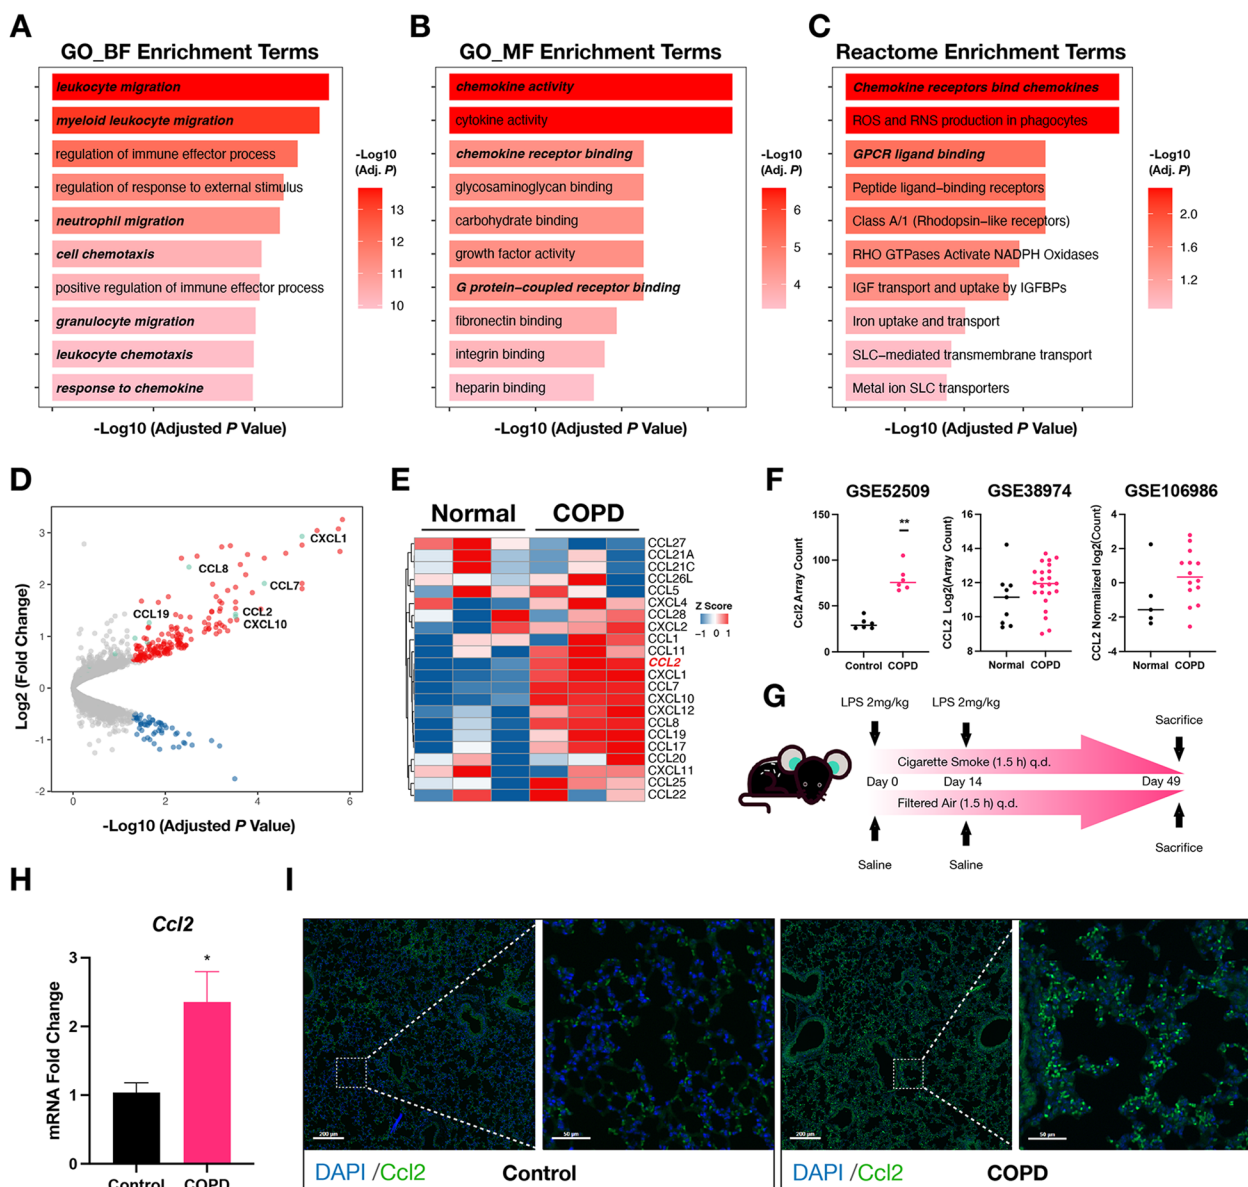 A
GO_BF Enrichment Terms
leukocyte migration
myeloid leukocyte migration
regulation of immune effector process
regulation of response to external stimulus
neutrophil migration
cell chemotaxis
positive regulation of immune effector process
granulocyte migration
leukocyte chemotaxis
response to chemokine
-Log10 (Adjusted P Value)
-Log10
(Adj. P)
13
12
11
10
B
GO_MF Enrichment Terms
chemokine activity
cytokine activity
chemokine receptor binding
glycosaminoglycan binding
carbohydrate binding
growth factor activity
G protein−coupled receptor binding
fibronectin binding
integrin binding
heparin binding
-Log10 (Adjusted P Value)
-Log10
(Adj. P)
6
5
4
C
Reactome Enrichment Terms
Chemokine receptors bind chemokines
ROS and RNS production in phagocytes
GPCR ligand binding
Peptide ligand−binding receptors
Class A/1 (Rhodopsin−like receptors)
RHO GTPases Activate NADPH Oxidases
IGF transport and uptake by IGFBPs
Iron uptake and transport
SLC−mediated transmembrane transport
Metal ion SLC transporters
-Log10 (Adjusted P Value)
-Log10
(Adj. P)
2.0
1.6
1.2
D
Log2 (Fold Change)
3
2
1
0
-1
-2
CXCL1
CCL8
CCL7
CCL19
CCL2
CXCL10
0
2
4
6
-Log10 (Adjusted P Value)
E
Normal
COPD
CCL27
CCL21A
CCL21C
CCL26L
CCL5
CXCL4
CCL28
CXCL2
CCL1
CCL11
CCL2
CXCL1
CCL7
CXCL10
CXCL12
CCL8
CCL19
CCL17
CCL20
CXCL11
CCL25
CCL22
Z Score
−1 0 1
F
GSE52509
Ccl2 Array Count
150
100
50
0
**
Control
COPD
GSE38974
CCL2 Log2(Array Count)
16
14
12
10
8
Normal
COPD
GSE106986
CCL2 Normalized log2(Count)
4
2
0
-2
-4
Normal
COPD
G
LPS 2mg/kg
LPS 2mg/kg
Sacrifice
Cigarette Smoke (1.5 h) q.d.
Day 0
Day 14
Day 49
Filtered Air (1.5 h) q.d.
Saline
Saline
Sacrifice
H
Ccl2
mRNA Fold Change
3
2
1
0
*
Control
COPD
I
200 µm
50 µm
200 µm
50 µm
DAPI /Ccl2
Control
DAPI /Ccl2
COPD